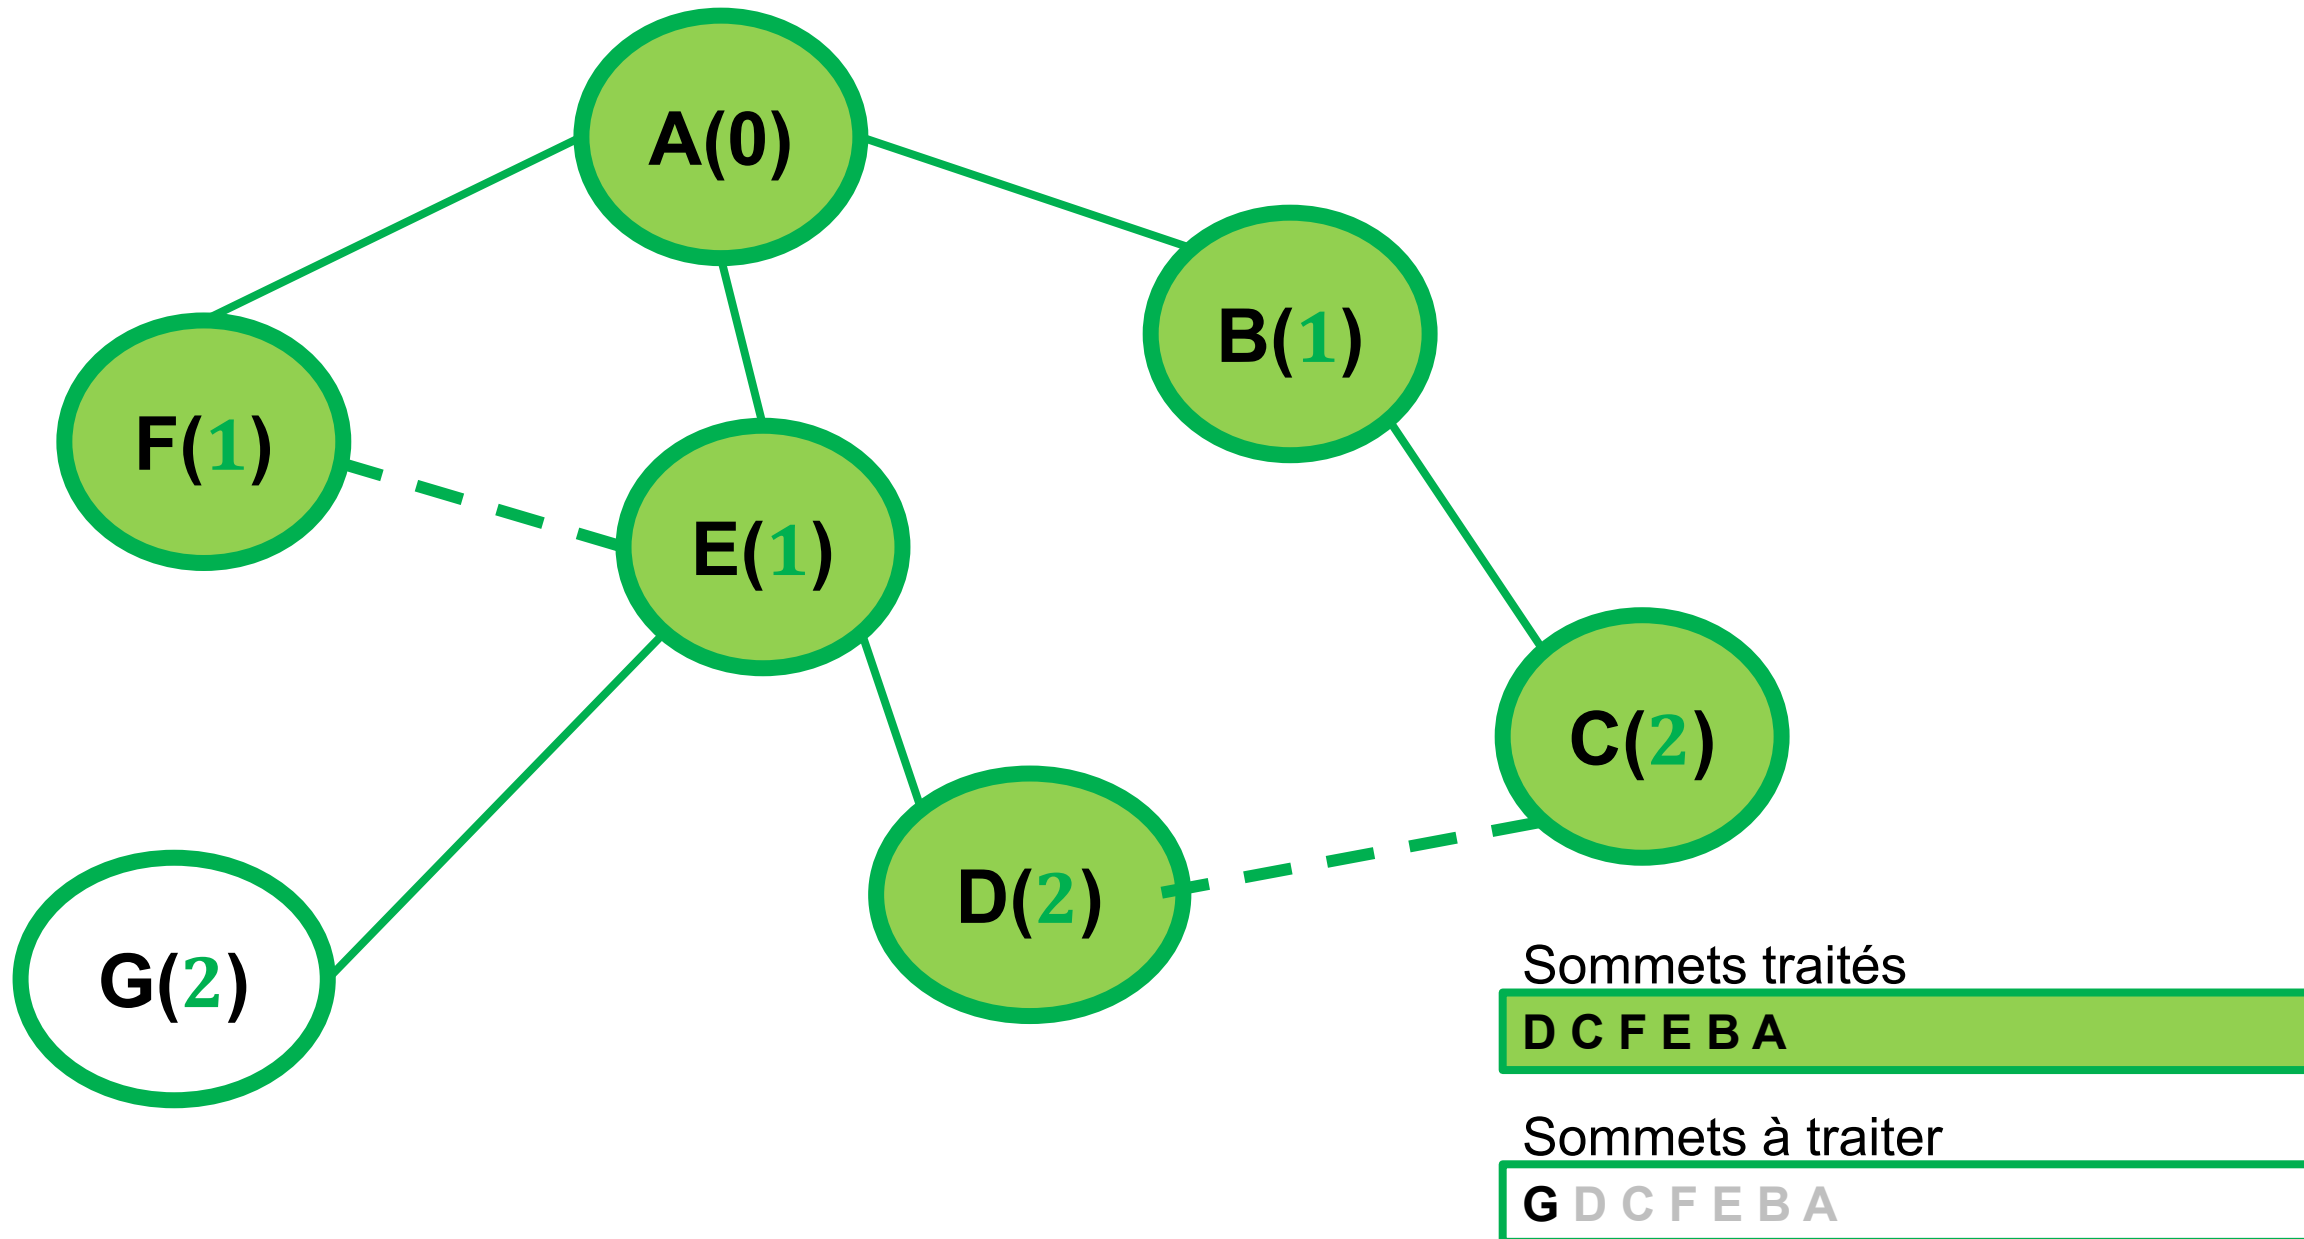 A(0)
B(1)
F(1)
E(1)
C(2)
D(2)
G(2)
Sommets traités
D C F E B A
Sommets à traiter
G D C F E B A